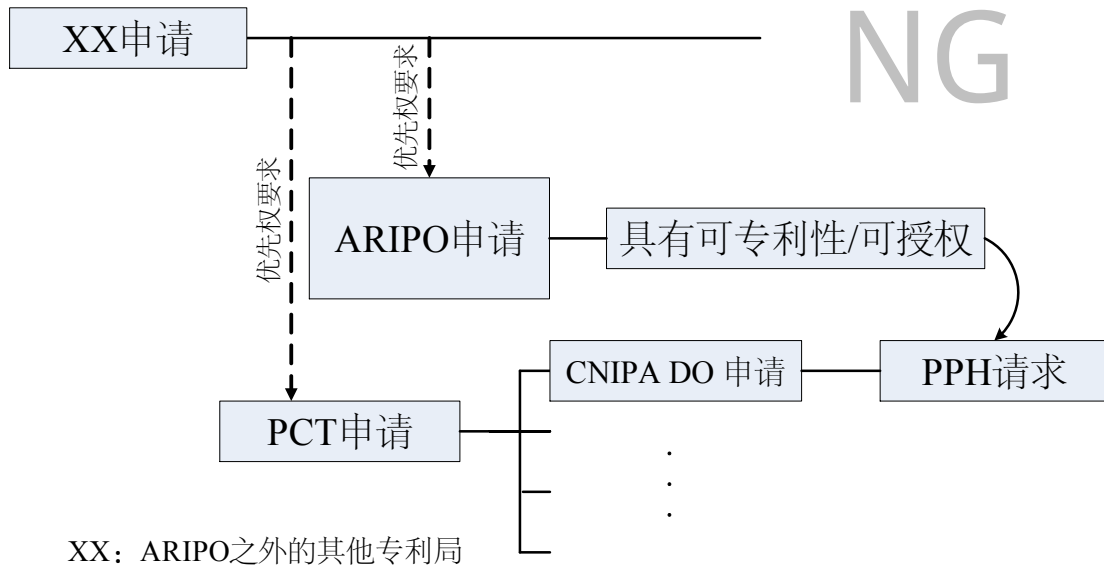 XX申请
NG
优先权要求
优先权要求
ARIPO申请
具有可专利性/可授权
CNIPA DO 申请
PPH请求
PCT申请
XX：ARIPO之外的其他专利局